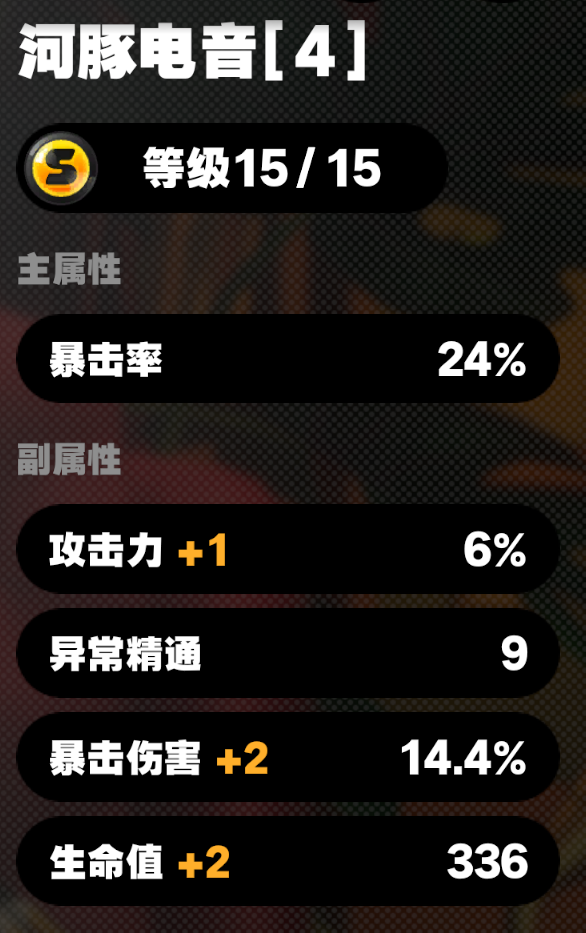 河豚电音[4]
S 等级15/15
主属性
暴击率 24%
副属性
攻击力 +1 6%
异常精通 9
暴击伤害 +2 14.4%
生命值 +2 336